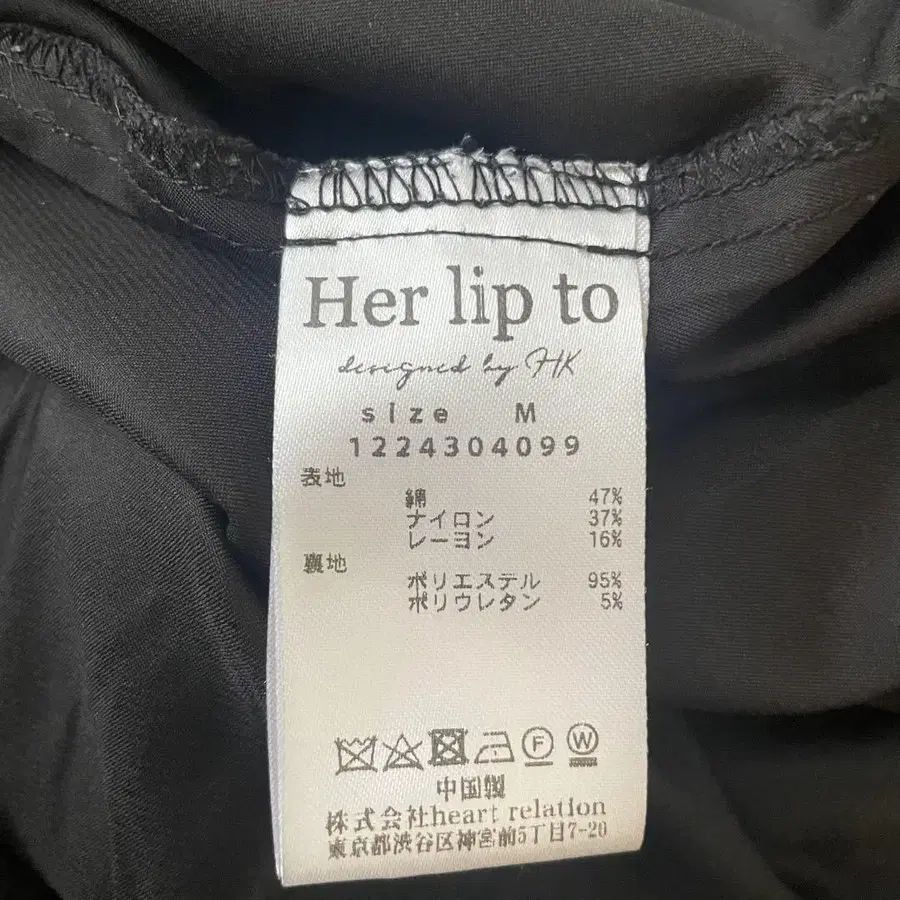 Her lip to
designed by HK
size M
1224304099
表地
綿 47%
ナイロン 37%
レーヨン 16%
裏地
ポリエステル 95%
ポリウレタン 5%
F W
中国製
株式会社heart relation
東京都渋谷区神宮前5丁目7-20